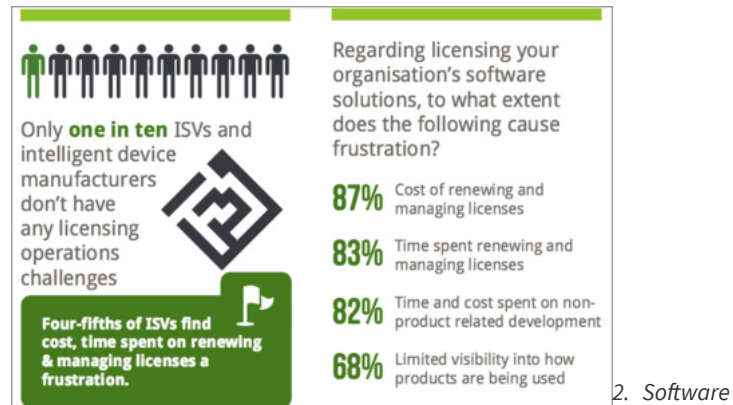 Only one in ten ISVs and
intelligent device
manufacturers
don't have
any licensing
operations
challenges
Four-fifths of ISVs find
cost, time spent on renewing
& managing licenses a
frustration.
Regarding licensing your
organisation's software
solutions, to what extent
does the following cause
frustration?
87% Cost of renewing and
managing licenses
83% Time spent renewing and
managing licenses
82% Time and cost spent on non-
product related development
68% Limited visibility into how
products are being used
2. Software